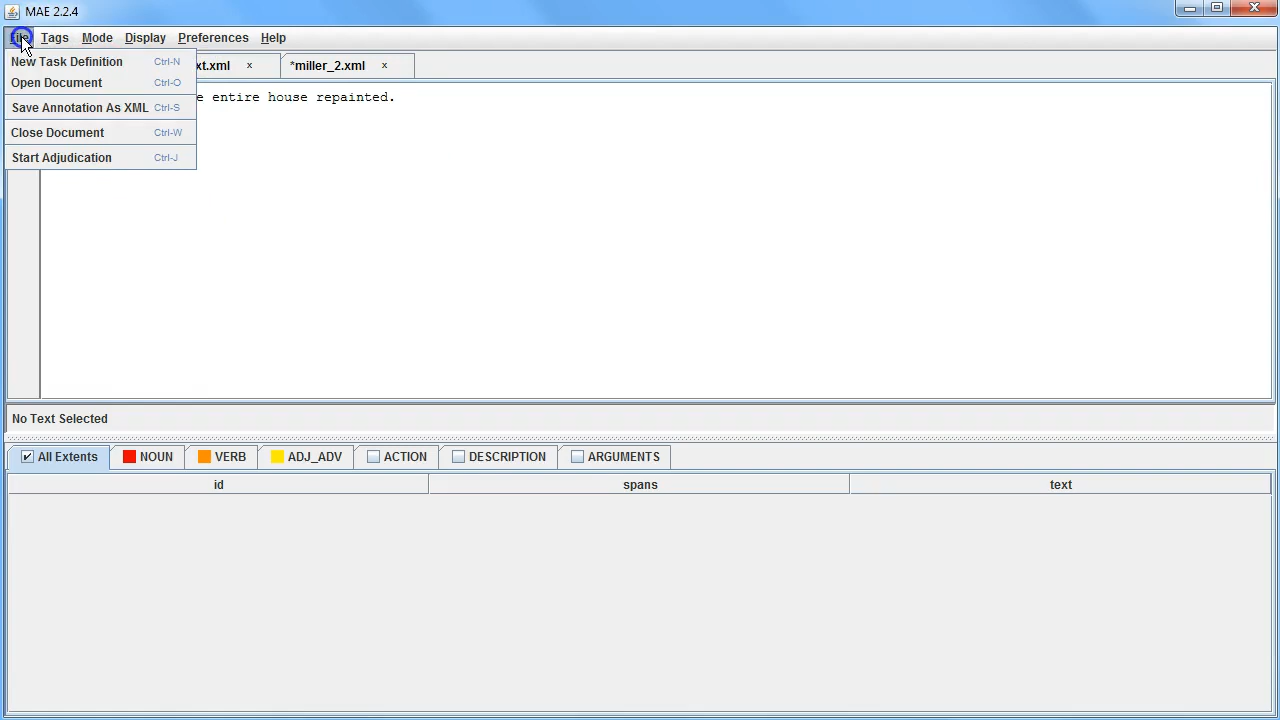 MAE 2.2.4
Tags Mode Display Preferences Help
New Task Definition Ctrl-N
Open Document Ctrl-O
Save Annotation As XML Ctrl-S
Close Document Ctrl-W
Start Adjudication Ctrl-J
xt.xml x *miller_2.xml x
e entire house repainted.
No Text Selected
All Extents NOUN VERB ADJ_ADV ACTION DESCRIPTION ARGUMENTS
id spans text